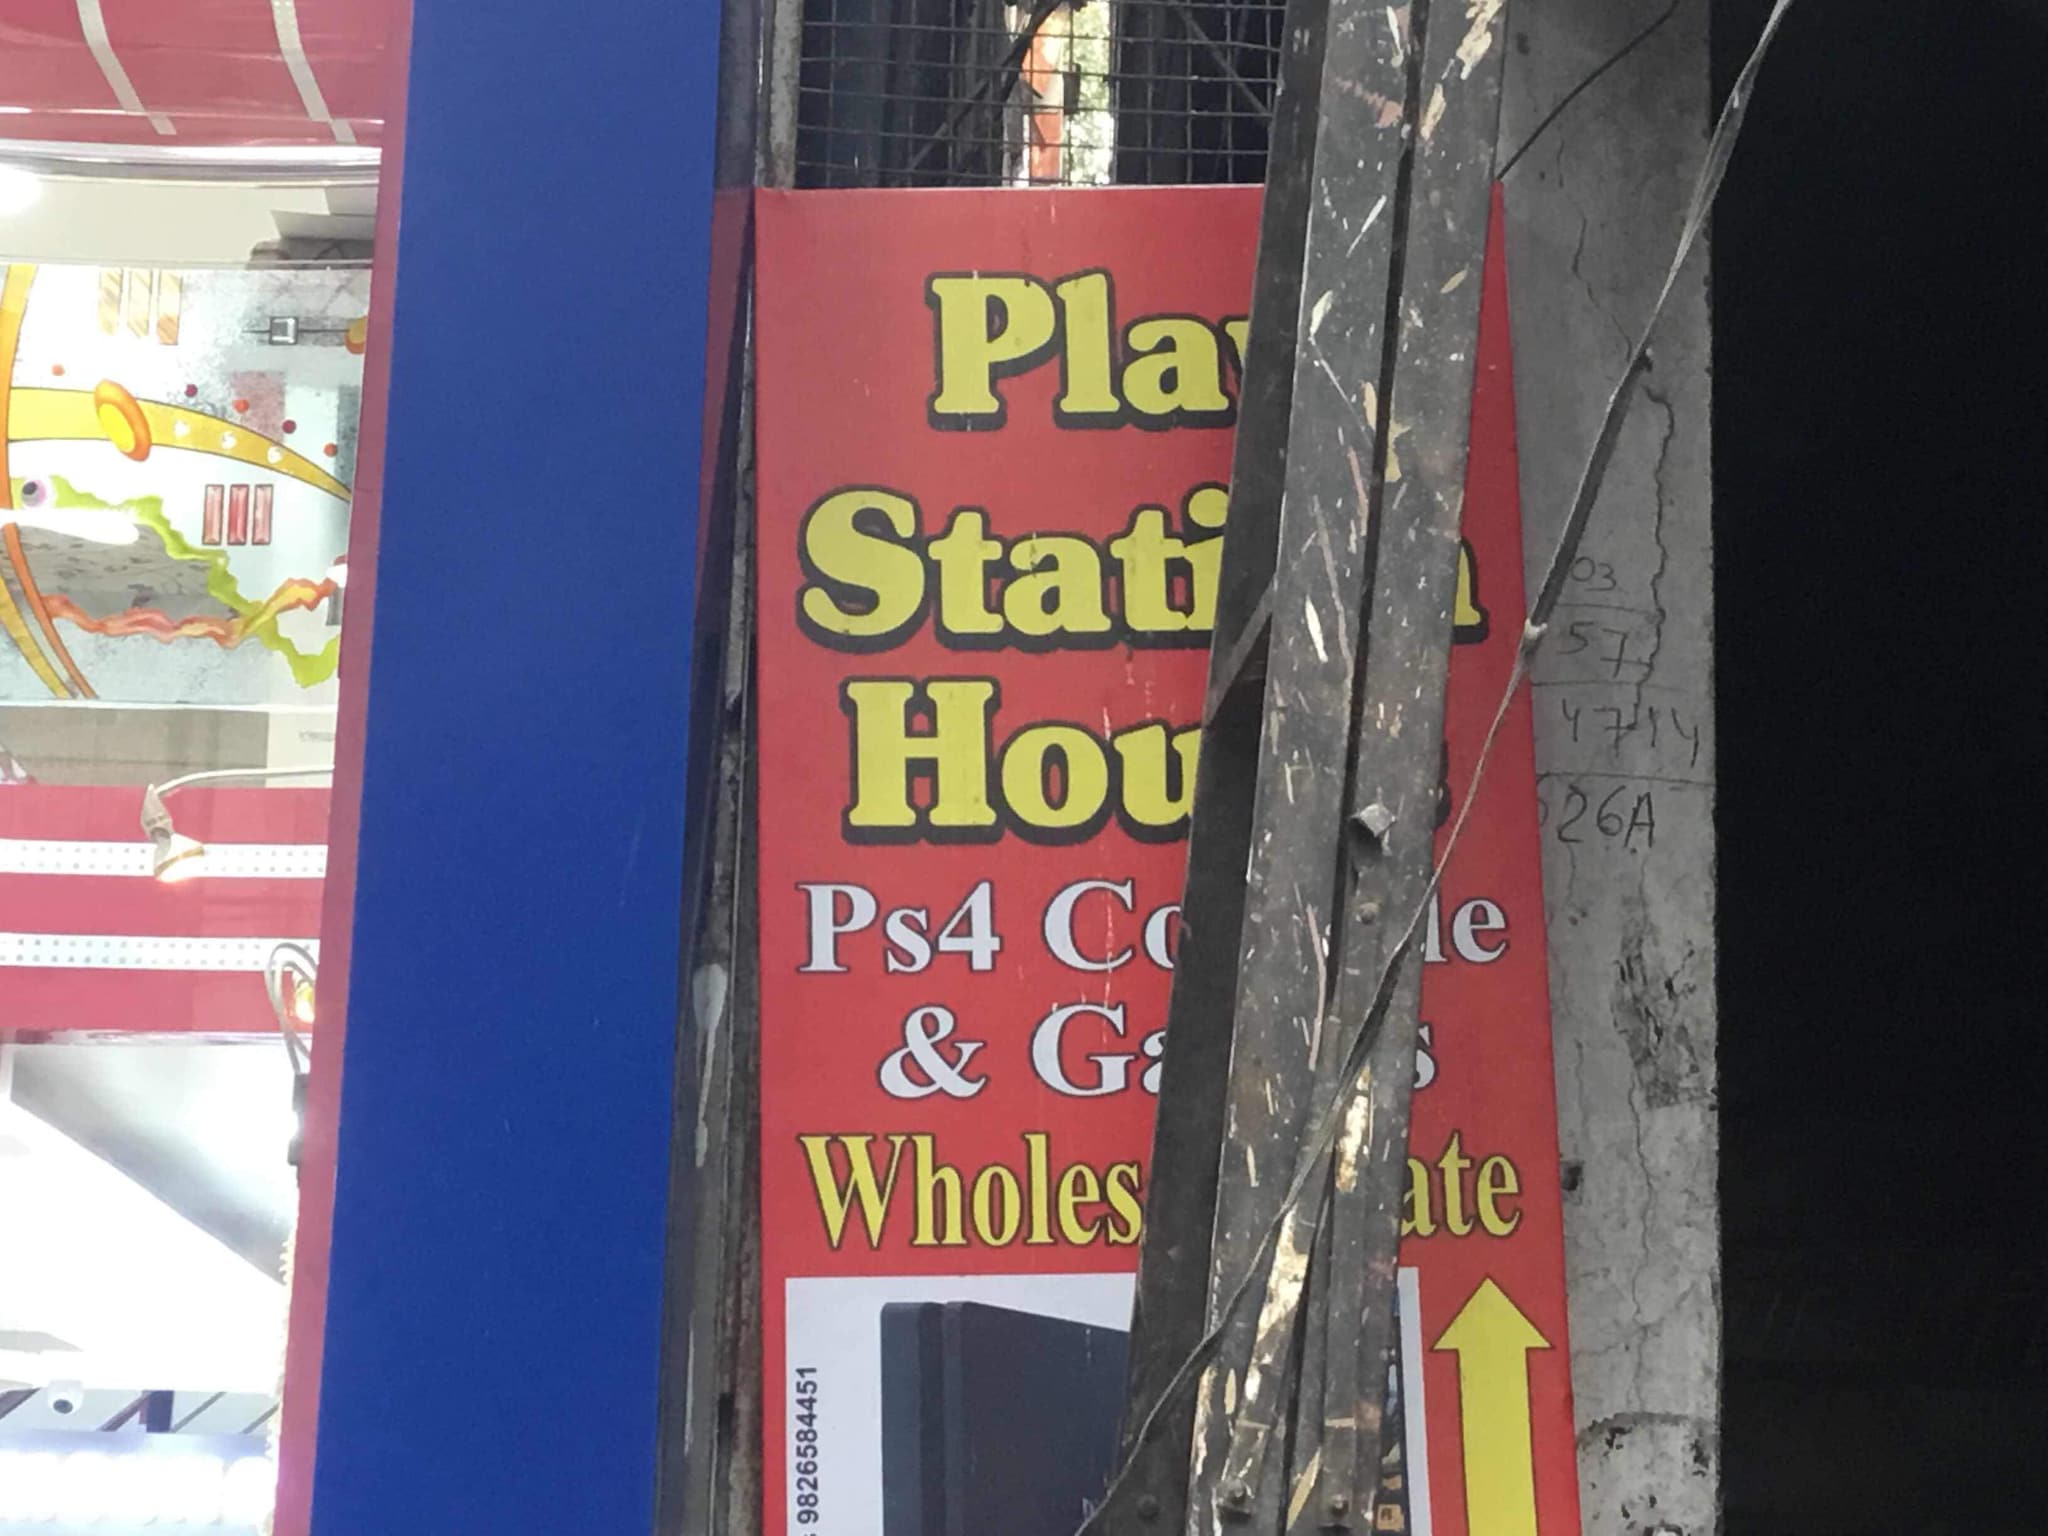 Play
Station
House
Ps4 Console
& Games
Wholesale Rate
9826584451
03
57
4714
26A